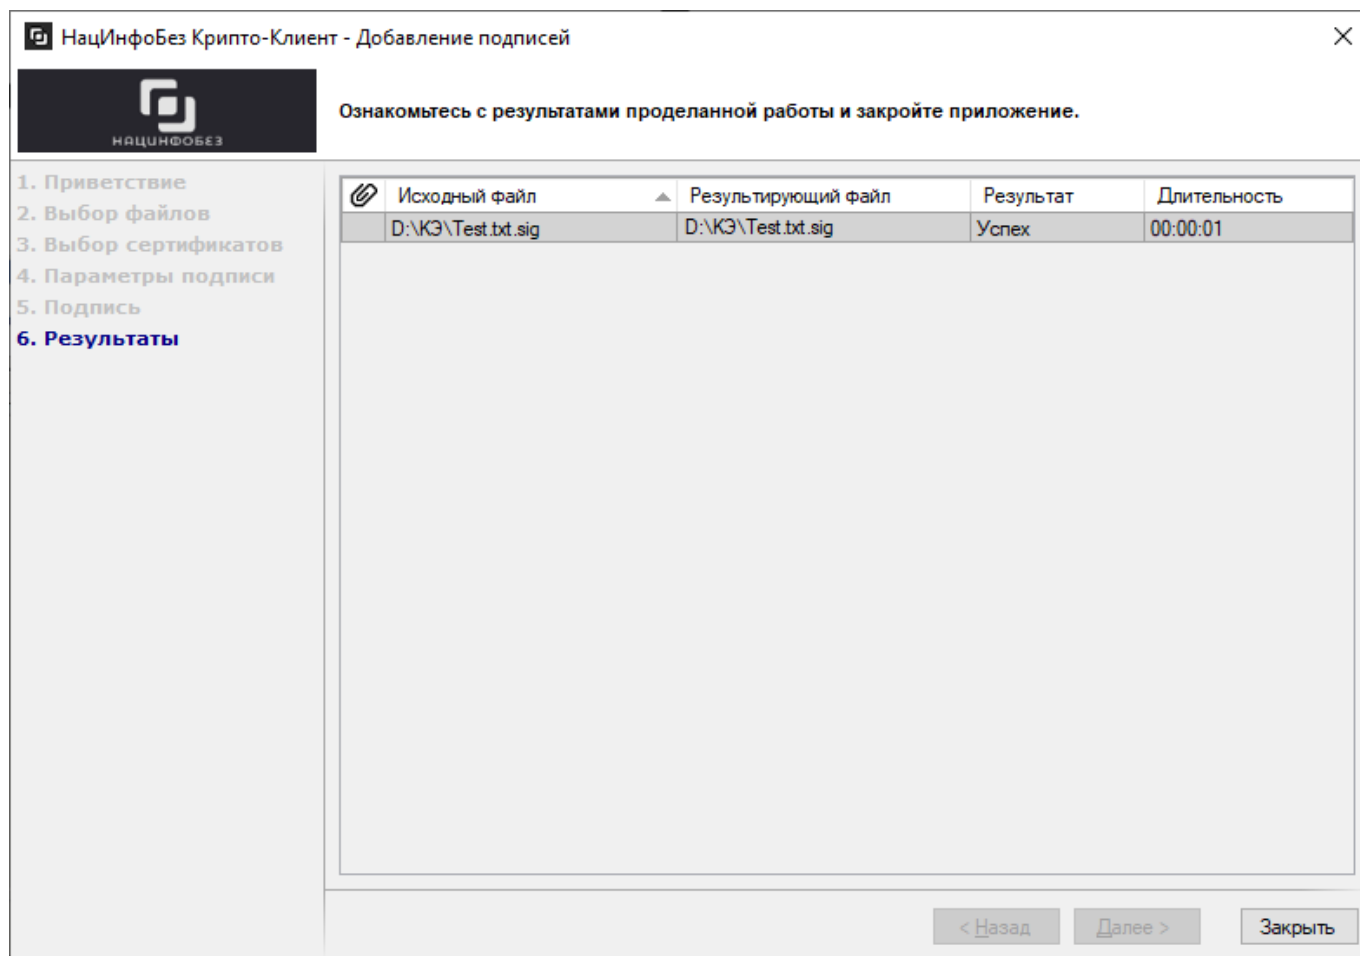 НацИнфоБез Крипто-Клиент - Добавление подписей
НАЦИНФОБЕЗ
Ознакомьтесь с результатами проделанной работы и закройте приложение.
1. Приветствие
2. Выбор файлов
3. Выбор сертификатов
4. Параметры подписи
5. Подпись
6. Результаты
Исходный файл Результирующий файл Результат Длительность
D:\КЭ\Test.txt.sig D:\КЭ\Test.txt.sig Успех 00:00:01
< Назад Далее > Закрыть